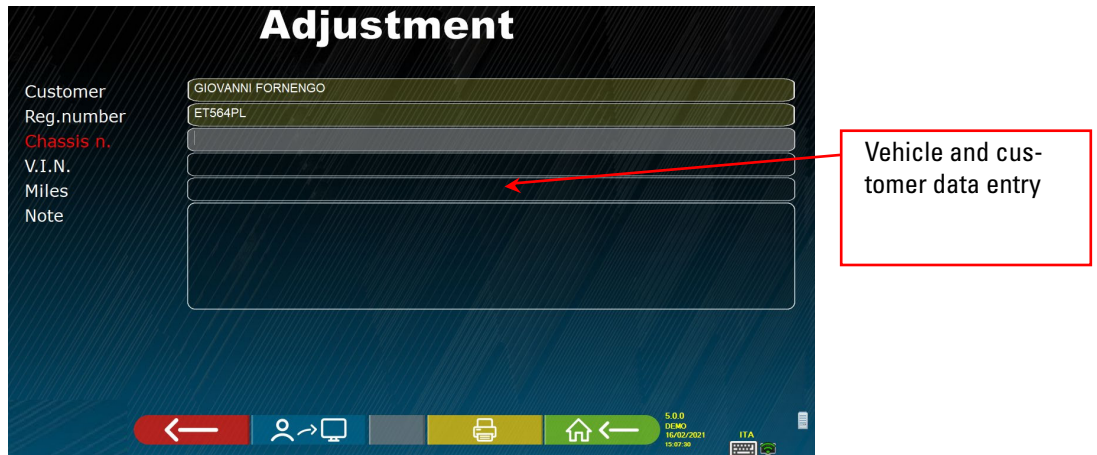 Adjustment
Customer GIOVANNI FORNENGO
Reg.number ET564PL
Chassis n.
V.I.N.
Miles
Note
Vehicle and cus-
tomer data entry
5.0.0
DEMO
16/02/2021
15:07:30
ITA